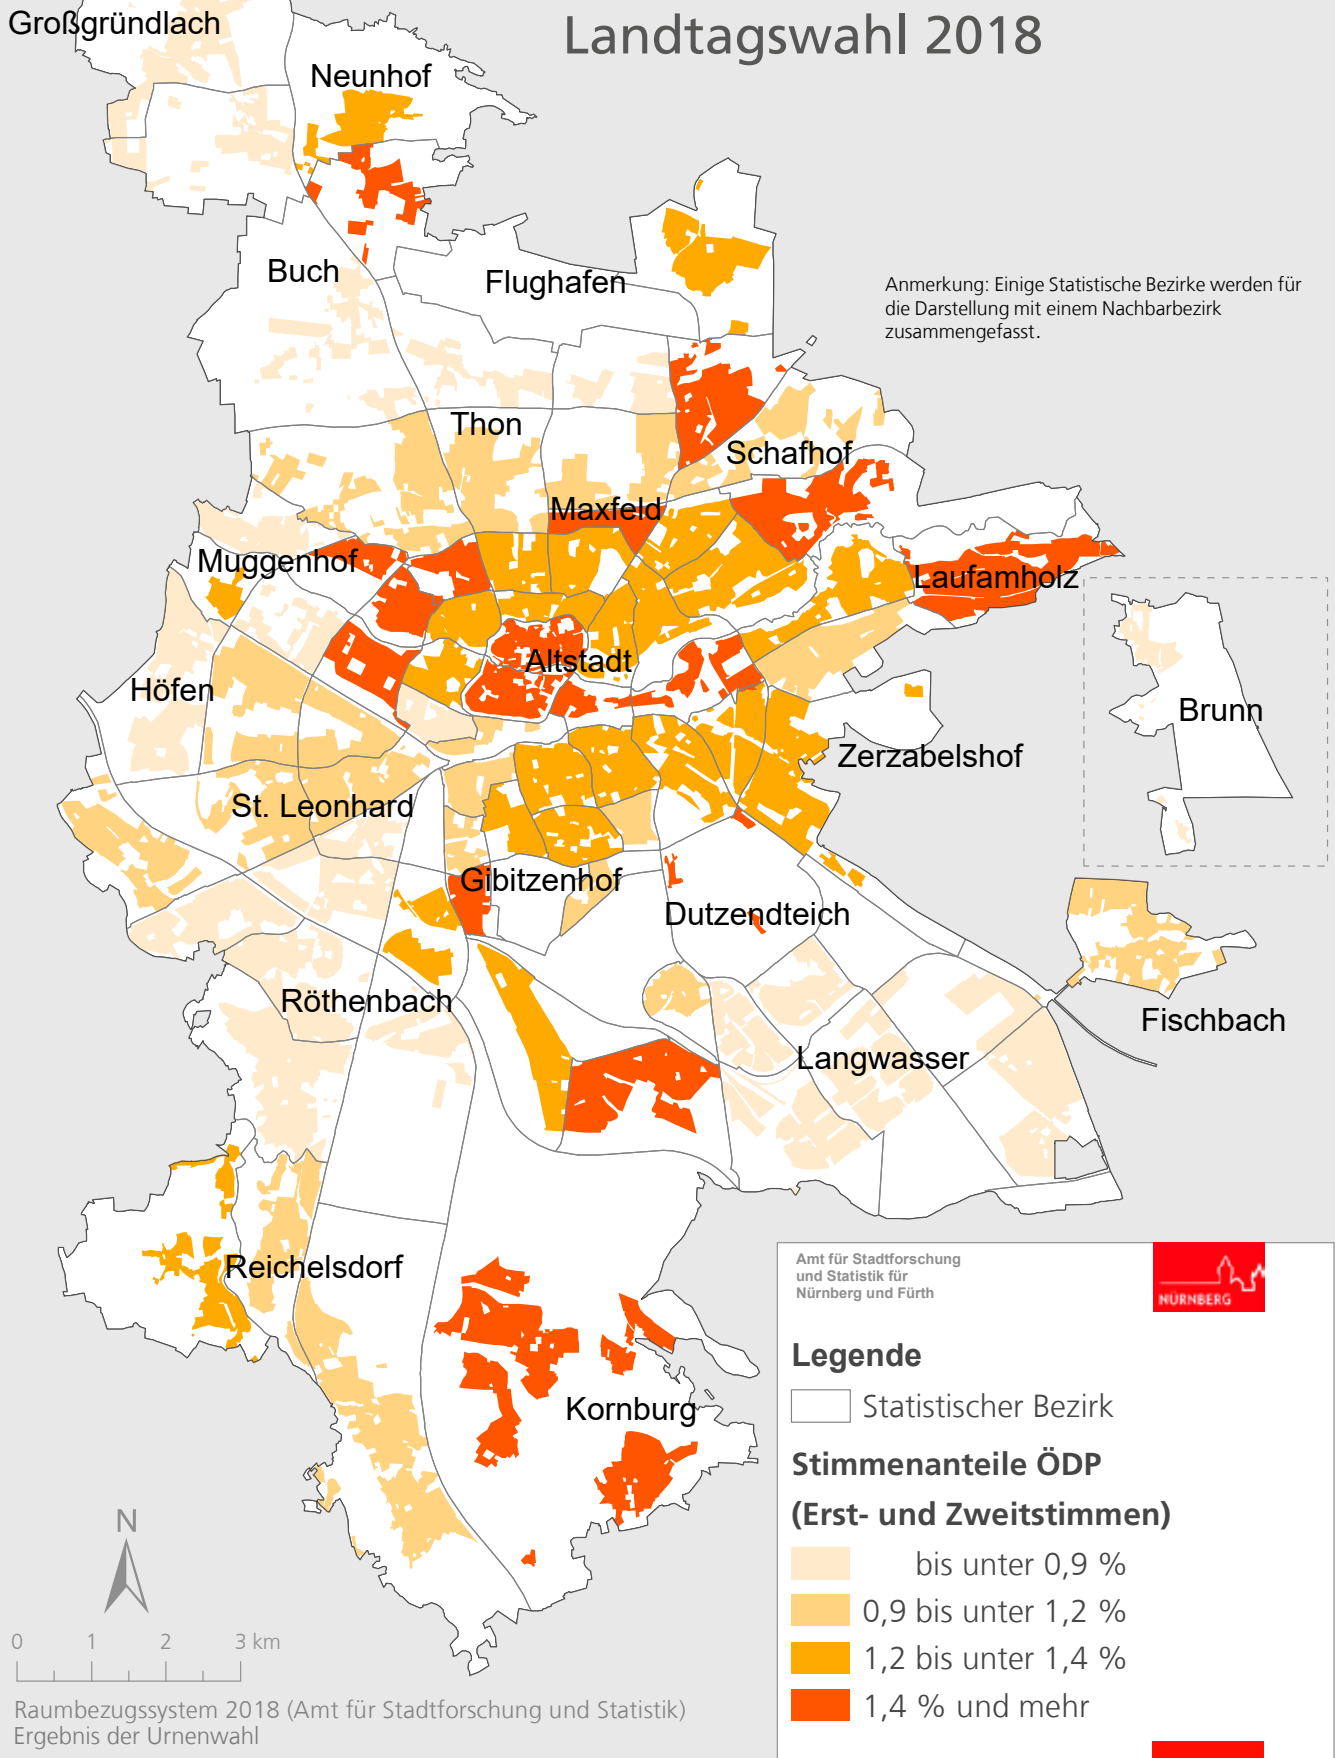 Landtagswahl 2018
Großgründlach
Neunhof
Buch
Flughafen
Anmerkung: Einige Statistische Bezirke werden für
die Darstellung mit einem Nachbarbezirk
zusammengefasst.
Thon
Schafhof
Maxfeld
Muggenhof
Laufamholz
Altstadt
Höfen
Brunn
Zerzabelshof
St. Leonhard
Gibitzenhof
Dutzendteich
Röthenbach
Fischbach
Langwasser
Reichelsdorf
Kornburg
Amt für Stadtforschung
und Statistik für
Nürnberg und Fürth
NÜRNBERG
Legende
Statistischer Bezirk
Stimmenanteile ÖDP
(Erst- und Zweitstimmen)
bis unter 0,9 %
0,9 bis unter 1,2 %
1,2 bis unter 1,4 %
1,4 % und mehr
N
0 1 2 3 km
Raumbezugssystem 2018 (Amt für Stadtforschung und Statistik)
Ergebnis der Urnenwahl